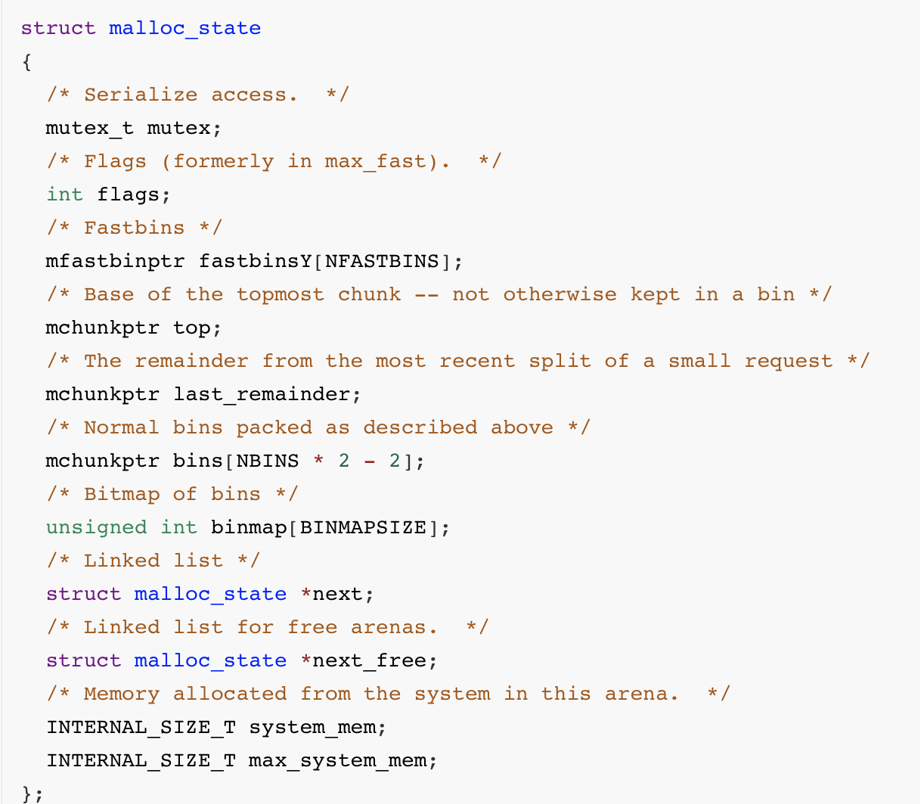 struct malloc_state
{
/* Serialize access.  */
mutex_t mutex;
/* Flags (formerly in max_fast).  */
int flags;
/* Fastbins */
mfastbinptr fastbinsY[NFASTBINS];
/* Base of the topmost chunk -- not otherwise kept in a bin */
mchunkptr top;
/* The remainder from the most recent split of a small request */
mchunkptr last_remainder;
/* Normal bins packed as described above */
mchunkptr bins[NBINS * 2 - 2];
/* Bitmap of bins */
unsigned int binmap[BINMAPSIZE];
/* Linked list */
struct malloc_state *next;
/* Linked list for free arenas.  */
struct malloc_state *next_free;
/* Memory allocated from the system in this arena.  */
INTERNAL_SIZE_T system_mem;
INTERNAL_SIZE_T max_system_mem;
};